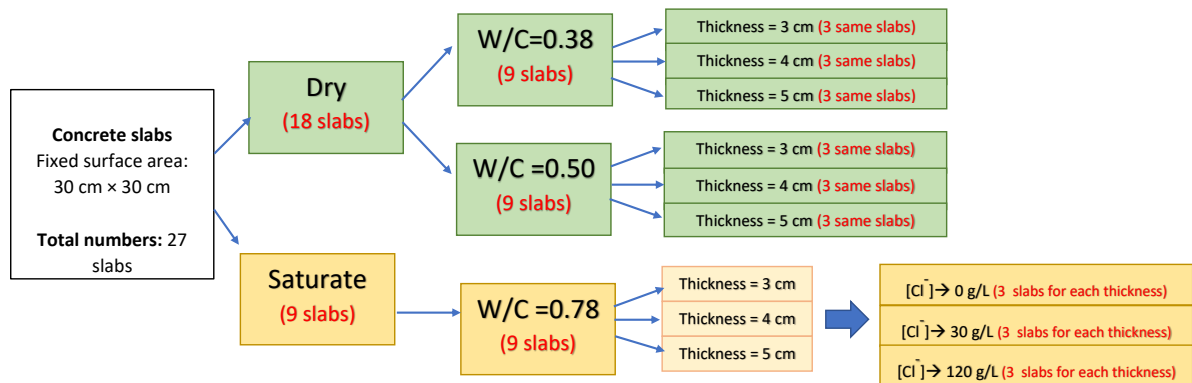 Concrete slabs
Fixed surface area:
30 cm × 30 cm
Total numbers: 27
slabs
Dry
(18 slabs)
W/C=0.38
(9 slabs)
Thickness = 3 cm (3 same slabs)
Thickness = 4 cm (3 same slabs)
Thickness = 5 cm (3 same slabs)
W/C =0.50
(9 slabs)
Thickness = 3 cm (3 same slabs)
Thickness = 4 cm (3 same slabs)
Thickness = 5 cm (3 same slabs)
Saturate
(9 slabs)
W/C =0.78
(9 slabs)
Thickness = 3 cm
Thickness = 4 cm
Thickness = 5 cm
[Cl⁻]→ 0 g/L (3 slabs for each thickness)
[Cl⁻]→ 30 g/L (3 slabs for each thickness)
[Cl⁻]→ 120 g/L (3 slabs for each thickness)